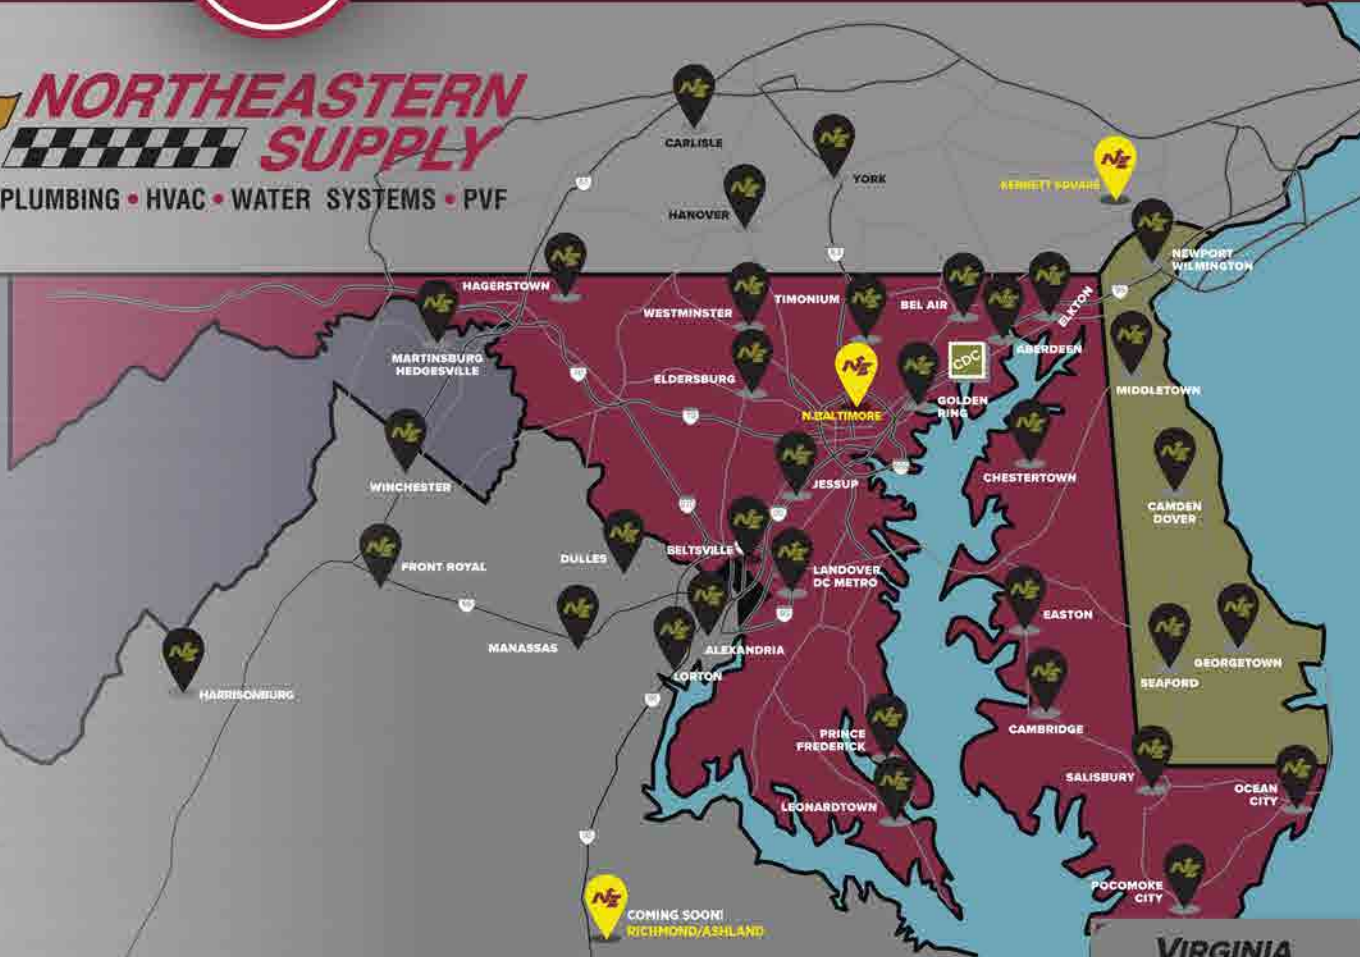 NORTHEASTERN
SUPPLY
PLUMBING • HVAC • WATER SYSTEMS • PVF
CARLISLE
YORK
HANOVER
KENNETT SQUARE
NEWPORT
WILMINGTON
HAGERSTOWN
WESTMINSTER
TIMONIUM
BEL AIR
ELKTON
ABERDEEN
MARTINSBURG
HEDGESVILLE
ELDERSBURG
CDC
MIDDLETOWN
N.BALTIMORE
GOLDEN
RING
WINCHESTER
JESSUP
CHESTERTOWN
CAMDEN
DOVER
FRONT ROYAL
DULLES
BELTSVILLE
LANDOVER
DC METRO
EASTON
MANASSAS
ALEXANDRIA
LORTON
GEORGETOWN
SEAFORD
HARRISONBURG
CAMBRIDGE
PRINCE
FREDERICK
SALISBURY
OCEAN
CITY
LEONARDTOWN
POCOMOKE
CITY
COMING SOON!
RICHMOND/ASHLAND
VIRGINIA